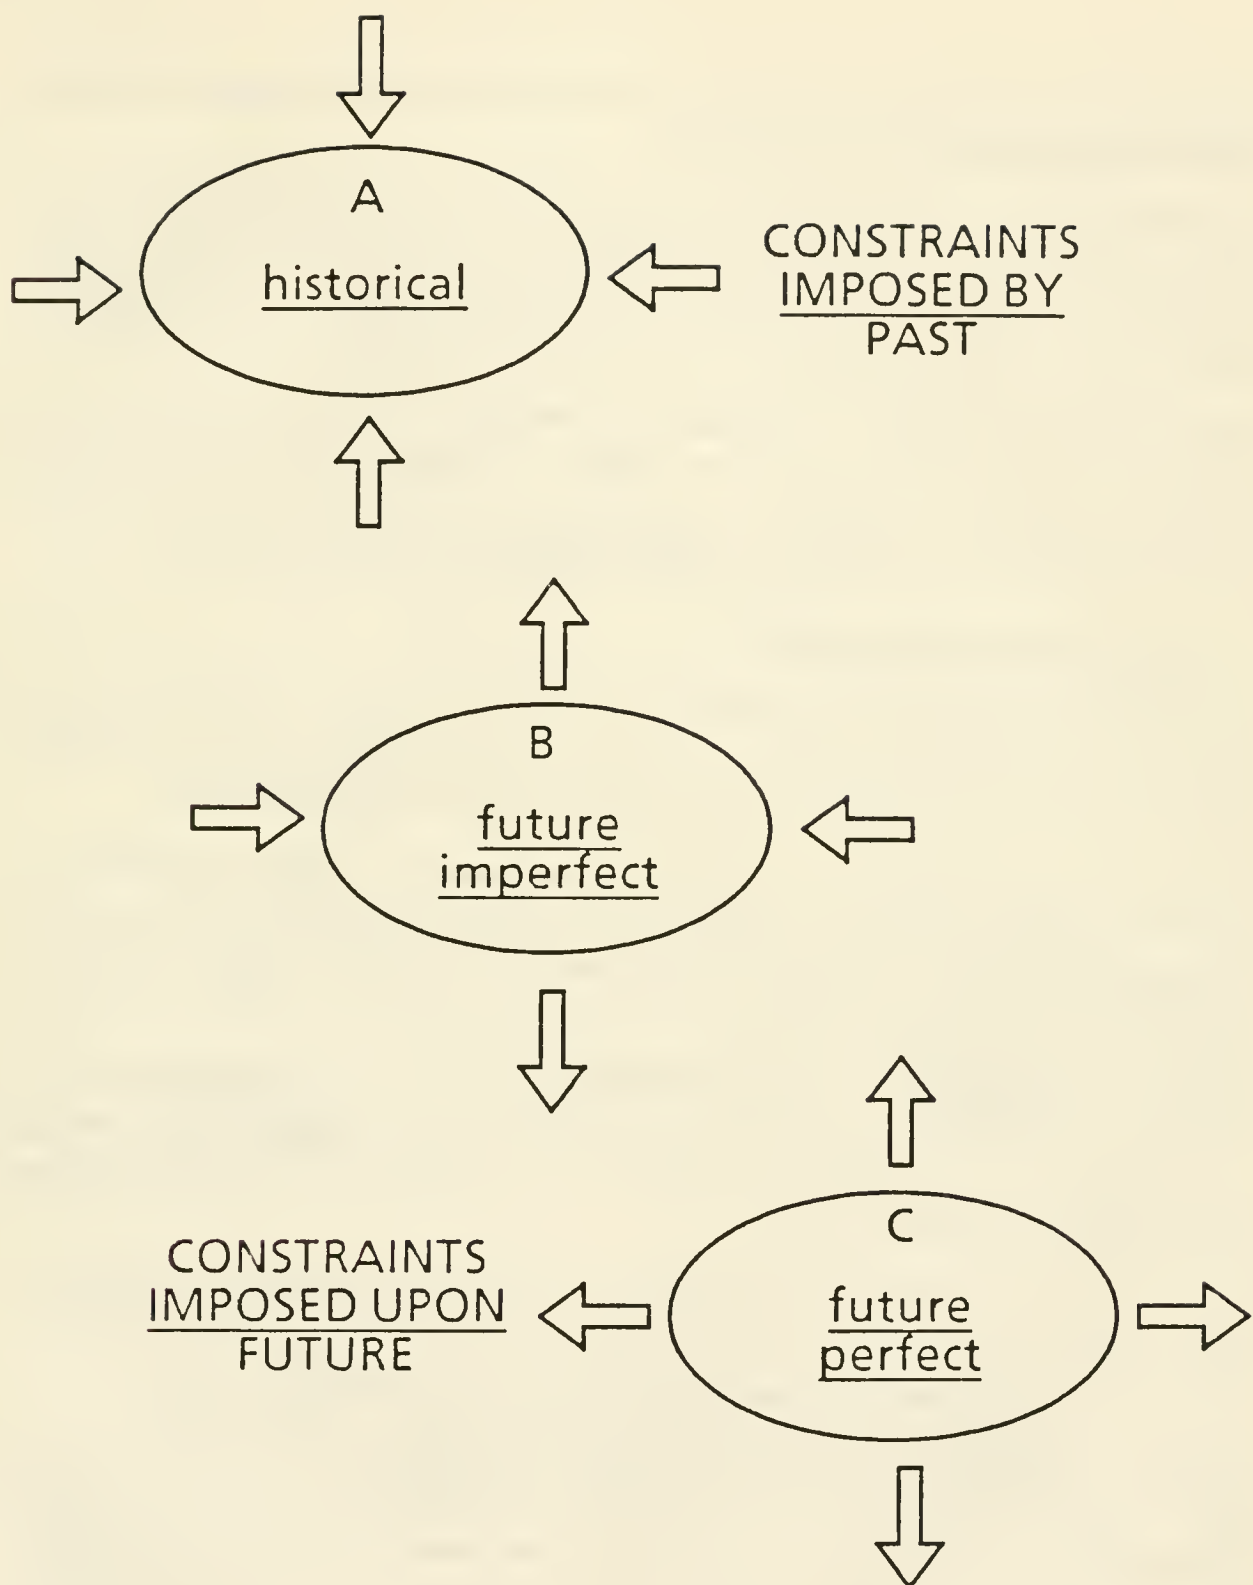 A
historical
CONSTRAINTS
IMPOSED BY
PAST
B
future
imperfect
C
future
perfect
CONSTRAINTS
IMPOSED UPON
FUTURE